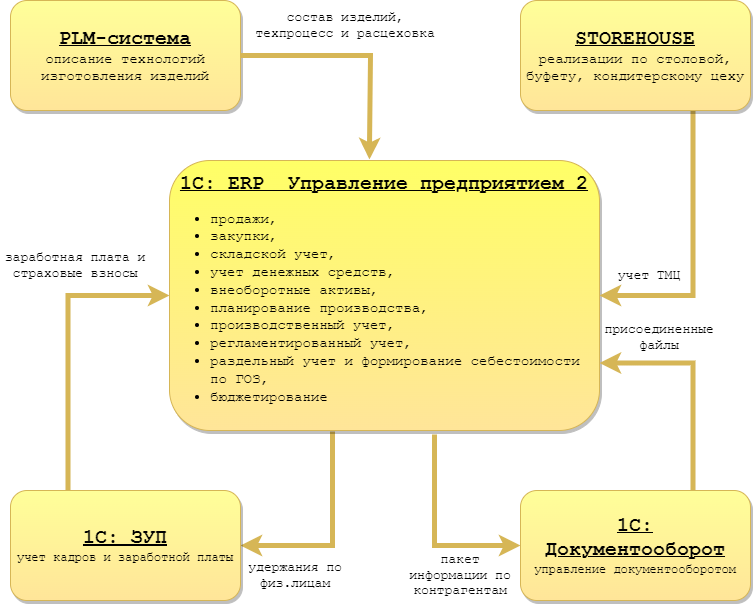 PLM-система
описание технологий
изготовления изделий
состав изделий,
техпроцесс и расцеховка
STOREHOUSE
реализации по столовой,
буфету, кондитерскому цеху
1С: ERP Управление предприятием 2
• продажи,
• закупки,
• складской учет,
• учет денежных средств,
• внеоборотные активы,
• планирование производства,
• производственный учет,
• регламентированный учет,
• раздельный учет и формирование себестоимости
по ГОЗ,
• бюджетирование
заработная плата и
страховые взносы
учет ТМЦ
присоединенные
файлы
1С: ЗУП
учет кадров и заработной платы
удержания по
физ.лицам
пакет
информации по
контрагентам
1С:
Документооборот
управление документооборотом